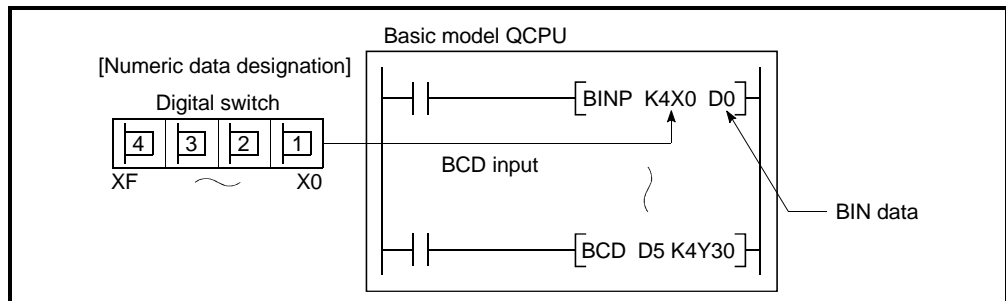 Basic model QCPU
[Numeric data designation]
Digital switch
4 3 2 1
XF X0
BINP K4X0 D0
BCD input
BIN data
BCD D5 K4Y30